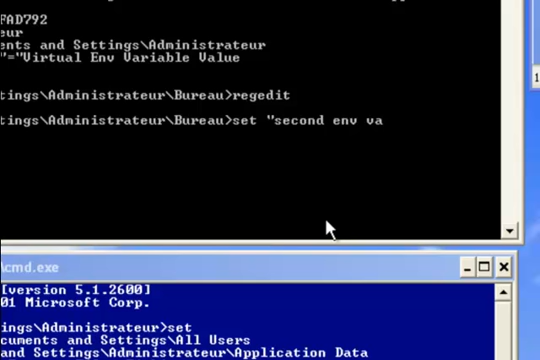 FAD792
eur
ents and Settings\Administrateur
"="Virtual Env Variable Value
tings\Administrateur\Bureau>regedit
tings\Administrateur\Bureau>set "second env va
\cmd.exe
[version 5.1.2600]
01 Microsoft Corp.
ings\Administrateur>set
cuments and Settings\All Users
and Settings\Administrateur\Application Data